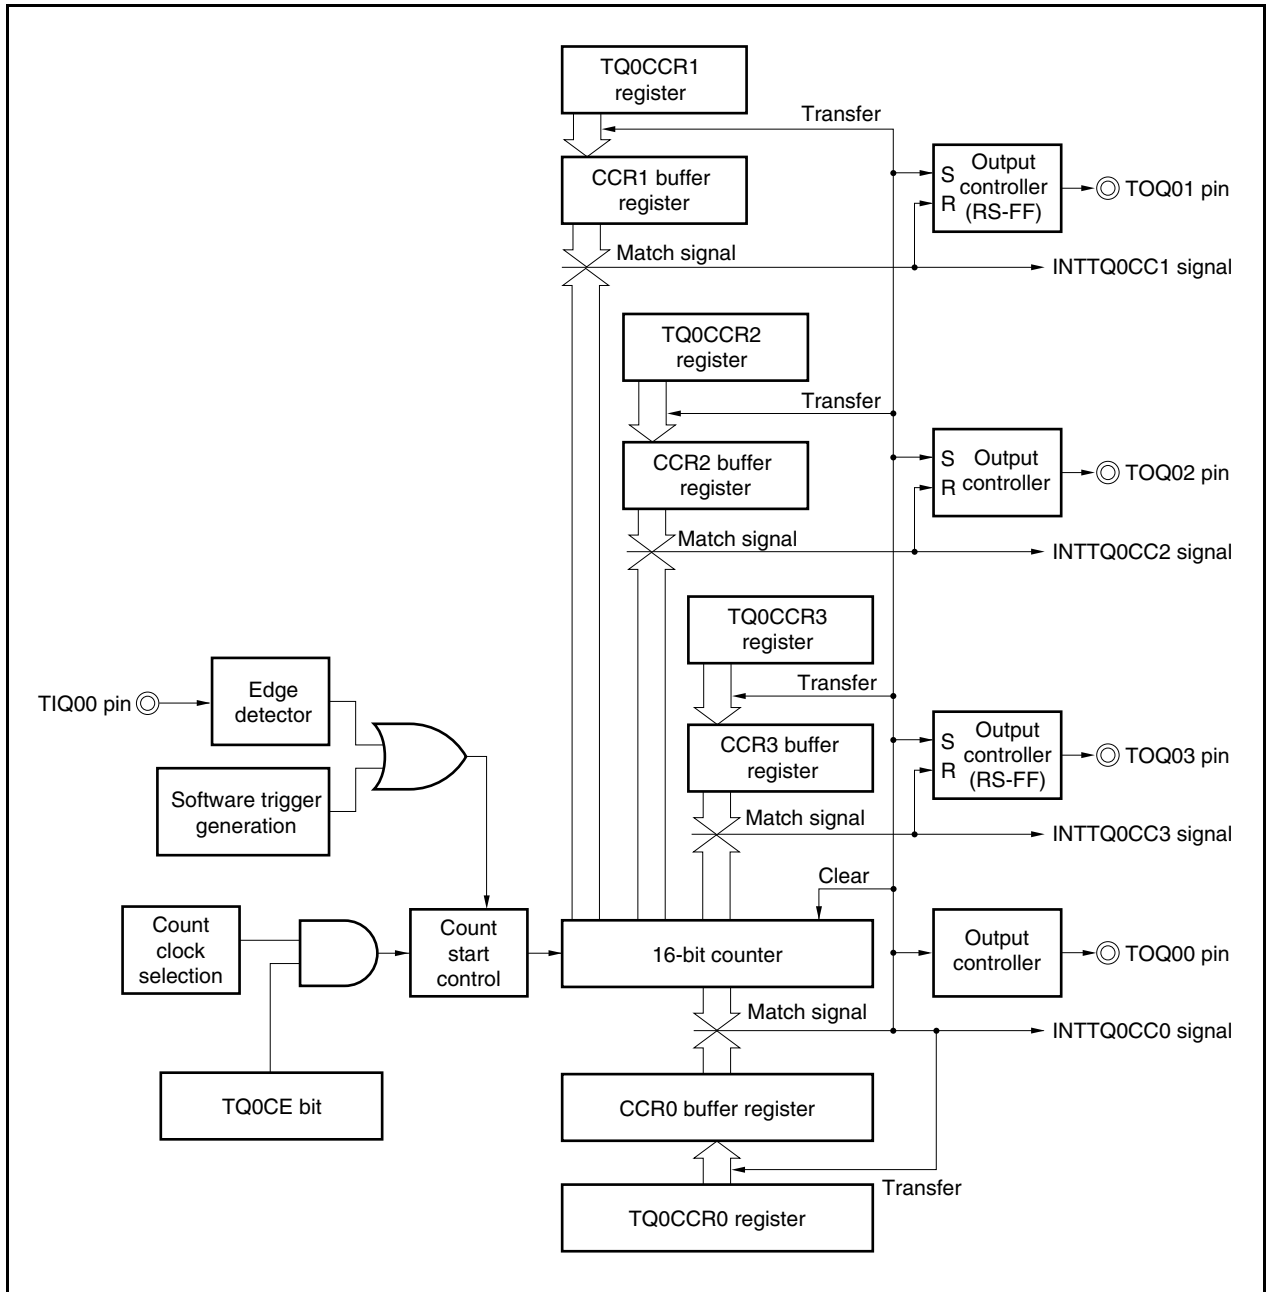 TQ0CCR1
register
Transfer
CCR1 buffer
register
S
R
Output
controller
(RS-FF)
TOQ01 pin
Match signal
INTTQ0CC1 signal
TQ0CCR2
register
Transfer
CCR2 buffer
register
S
R
Output
controller
TOQ02 pin
Match signal
INTTQ0CC2 signal
TQ0CCR3
register
Transfer
TIQ00 pin
Edge
detector
CCR3 buffer
register
S
R
Output
controller
(RS-FF)
TOQ03 pin
Software trigger
generation
Match signal
INTTQ0CC3 signal
Clear
Count
clock
selection
Count
start
control
16-bit counter
Output
controller
TOQ00 pin
Match signal
INTTQ0CC0 signal
TQ0CE bit
CCR0 buffer register
Transfer
TQ0CCR0 register